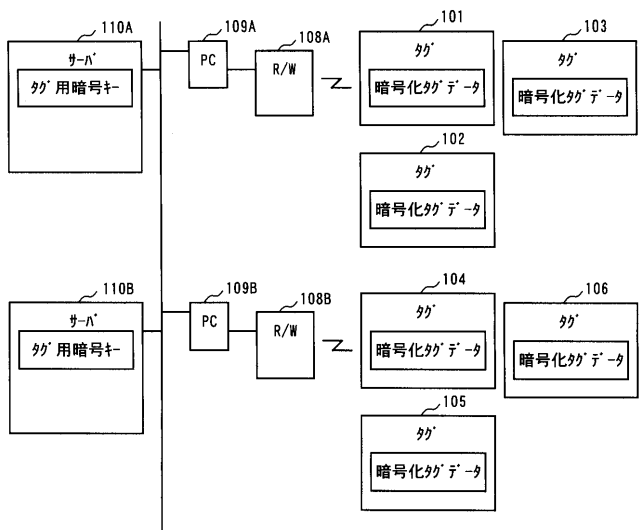 110A
サーバ
タグ用暗号キー
109A
PC
108A
R/W
101
タグ
暗号化タグデータ
103
タグ
暗号化タグデータ
102
タグ
暗号化タグデータ
110B
サーバ
タグ用暗号キー
109B
PC
108B
R/W
104
タグ
暗号化タグデータ
106
タグ
暗号化タグデータ
105
タグ
暗号化タグデータ